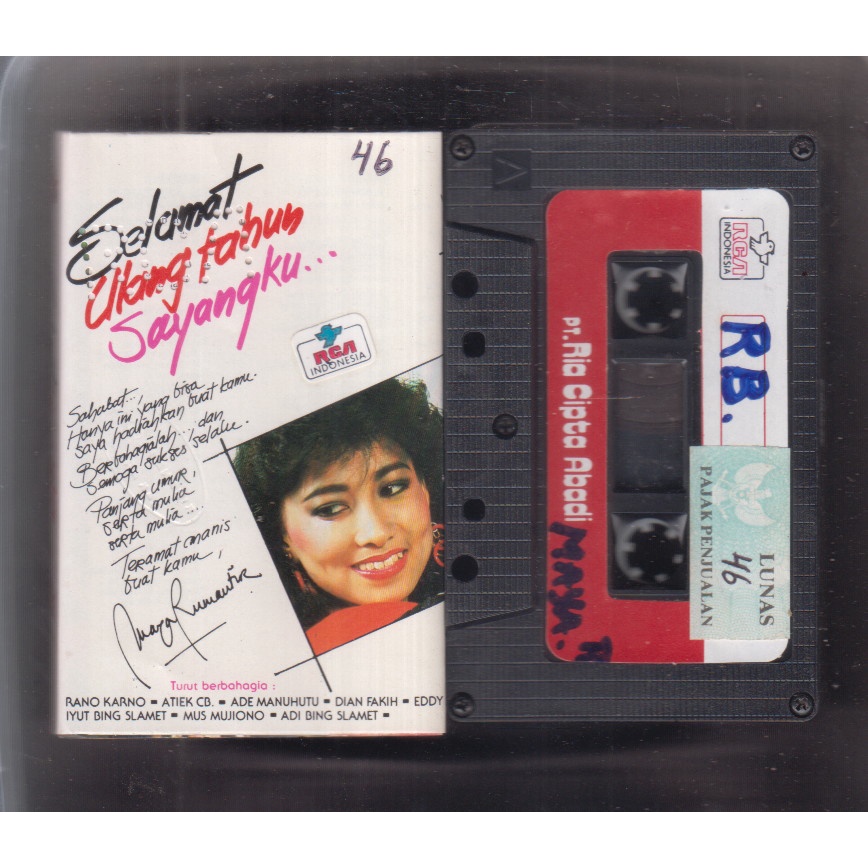 46
Selamat
Ulang tahun
Sayangku...
RCA
INDONESIA
Sahabat...,
Hanya ini, yang bisa
saya hadiahkan buat kamu.
Berbahagialah..., dan
semoga sukses selalu.
Panjang umur,
serta mulia
serta mulia....
Teramat manis
buat kamu,
Maya Rumantir
Turut berbahagia :
RANO KARNO - ATIEK CB. - ADE MANUHUTU - DIAN FAKIH - EDDY
IYUT BING SLAMET - MUS MUJIONO - ADI BING SLAMET -
A
RCA
INDONESIA
RB.
PT. Ria Cipta Abadi
MAYA.
LUNAS
46
PAJAK PENJUALAN